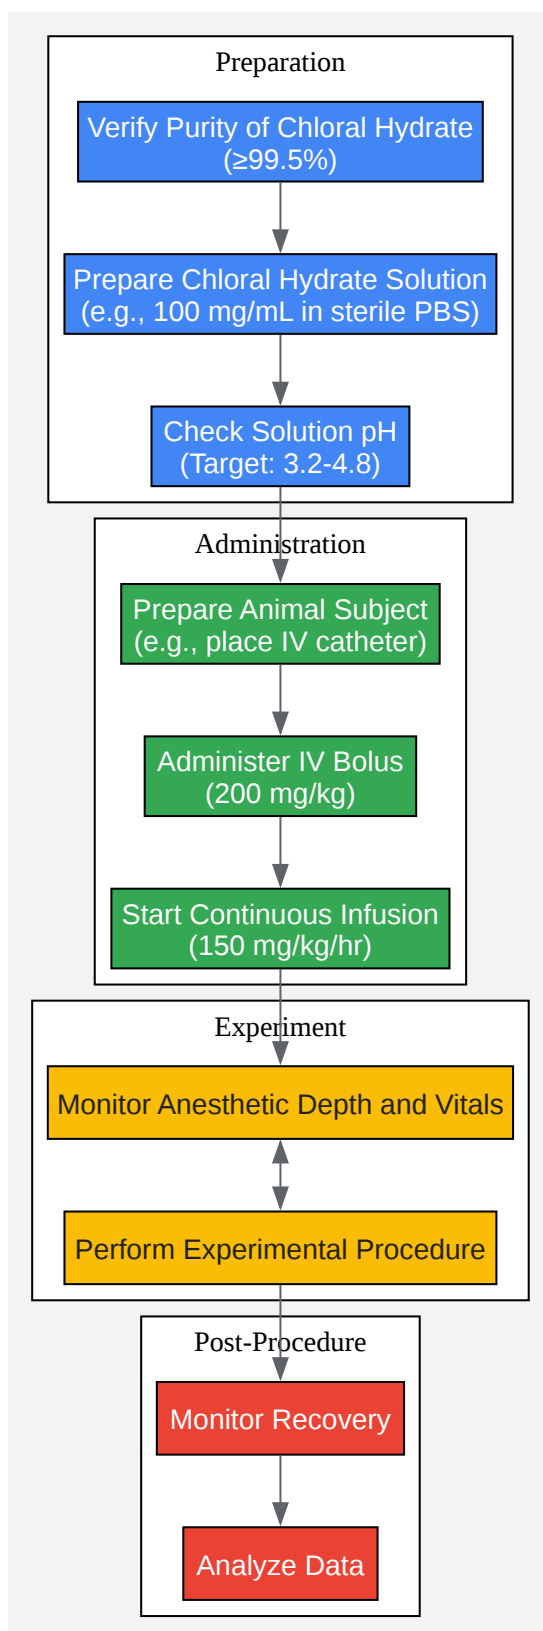 Preparation
Verify Purity of Chloral Hydrate
(≥99.5%)
Prepare Chloral Hydrate Solution
(e.g., 100 mg/mL in sterile PBS)
Check Solution pH
(Target: 3.2-4.8)
Administration
Prepare Animal Subject
(e.g., place IV catheter)
Administer IV Bolus
(200 mg/kg)
Start Continuous Infusion
(150 mg/kg/hr)
Experiment
Monitor Anesthetic Depth and Vitals
Perform Experimental Procedure
Post-Procedure
Monitor Recovery
Analyze Data